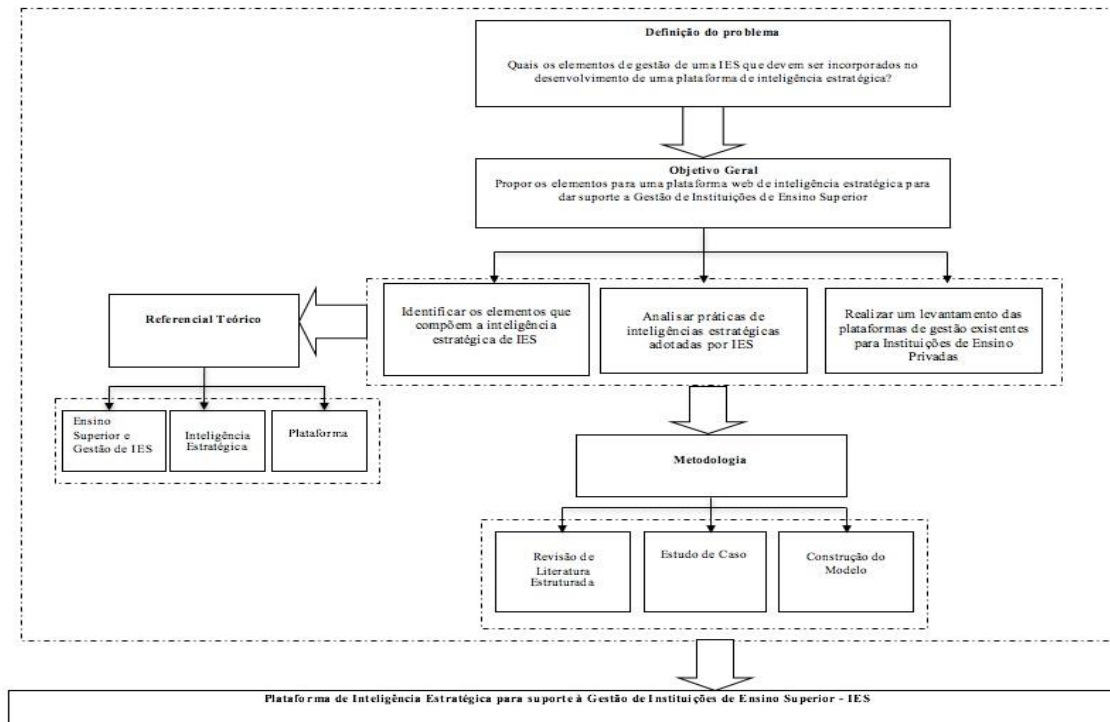 Definição do problema
Quais os elementos de gestão de uma IES que devem ser incorporados no
desenvolvimento de uma plataforma de inteligência estratégica?
Objetivo Geral
Propor os elementos para uma plataforma web de inteligência estratégica para
dar suporte a Gestão de Instituições de Ensino Superior
Identificar os elementos que
compõem a inteligência
estratégica de IES
Analisar práticas de
inteligências estratégicas
adotadas por IES
Realizar um levantamento das
plataformas de gestão existentes
para Instituições de Ensino
Privadas
Referencial Teórico
Ensino
Superior e
Gestão de IES
Inteligência
Estratégica
Plataforma
Metodologia
Revisão de
Literatura
Estruturada
Estudo de Caso
Construção do
Modelo
Plataforma de Inteligência Estratégica para suporte à Gestão de Instituições de Ensino Superior - IES